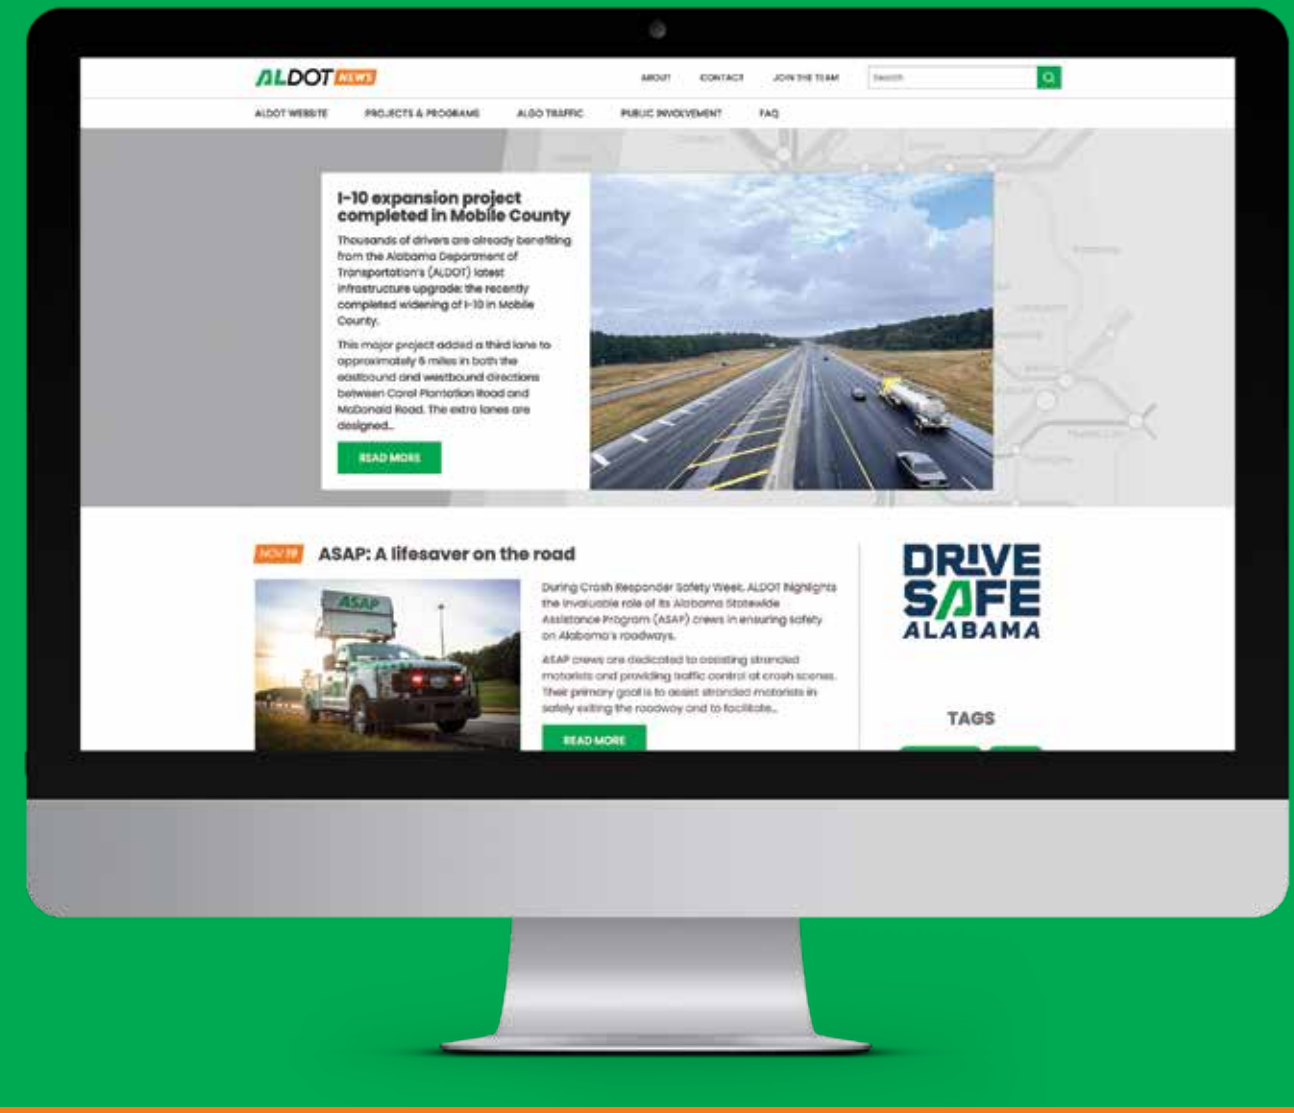 ALDOT NEWS
ABOUT CONTACT JOIN THE TEAM Search
ALDOT WEBSITE PROJECTS & PROGRAMS ALGO TRAFFIC PUBLIC INVOLVEMENT FAQ
I-10 expansion project
completed in Mobile County
Thousands of drivers are already benefiting
from the Alabama Department of
Transportation's (ALDOT) latest
infrastructure upgrade: the recently
completed widening of I-10 in Mobile
County.
This major project added a third lane to
approximately 6 miles in both the
eastbound and westbound directions
between Carol Plantation Road and
McDonald Road. The extra lanes are
designed...
READ MORE
NOV 19 ASAP: A lifesaver on the road
ASAP
During Crash Responder Safety Week, ALDOT highlights
the invaluable role of its Alabama Statewide
Assistance Program (ASAP) crews in ensuring safety
on Alabama's roadways.
ASAP crews are dedicated to assisting stranded
motorists and providing traffic control at crash scenes.
Their primary goal is to assist stranded motorists in
safely exiting the roadway and to facilitate...
READ MORE
DRIVE
SAFE
ALABAMA
TAGS